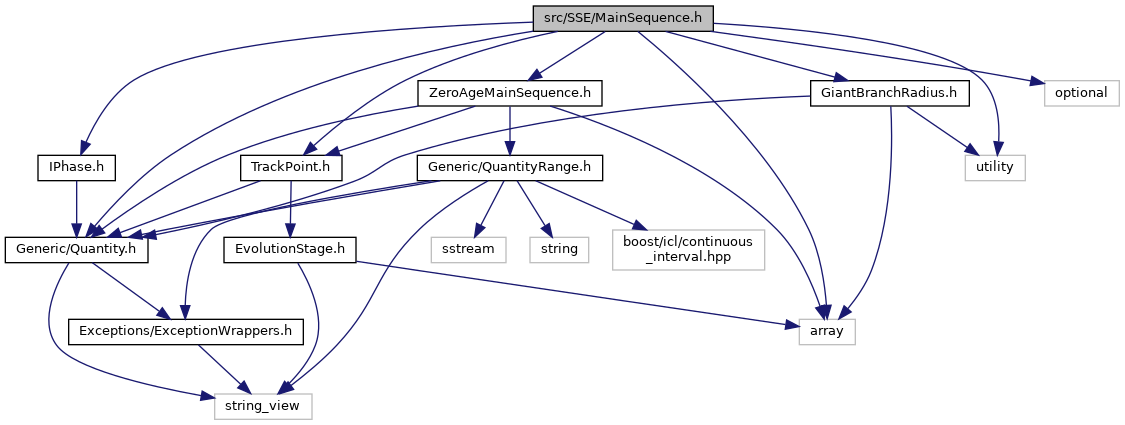 src/SSE/MainSequence.h
ZeroAgeMainSequence.h
GiantBranchRadius.h
optional
IPhase.h
TrackPoint.h
Generic/QuantityRange.h
utility
Generic/Quantity.h
EvolutionStage.h
sstream
string
boost/icl/continuous
_interval.hpp
Exceptions/ExceptionWrappers.h
array
string_view